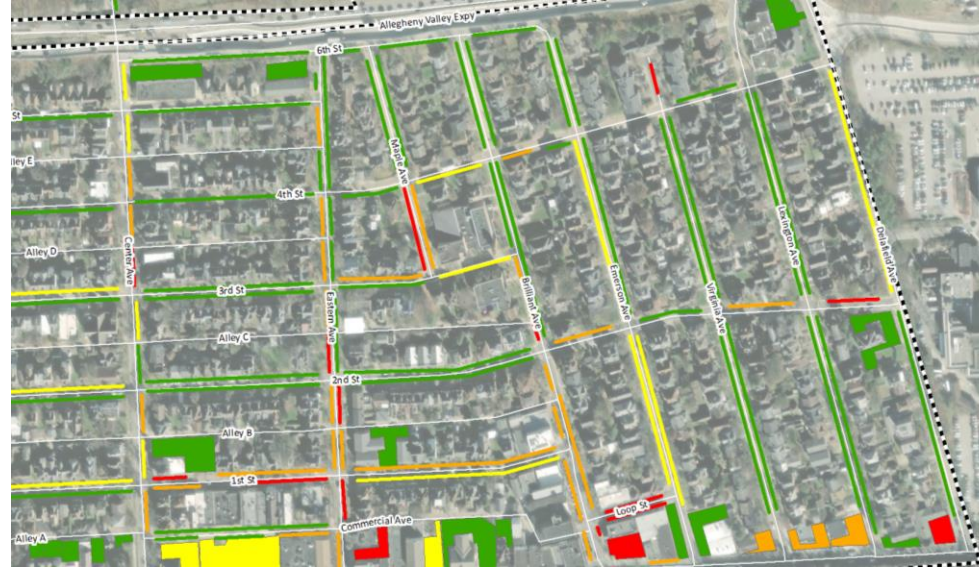 Allegheny Valley Expy
6th St
St
ley E
Maple Ave
4th St
Alley D
Center Ave
Lexington Ave
Delafield Ave
3rd St
Eastern Ave
Brilliant Ave
Emerson Ave
Virginia Ave
Alley C
2nd St
Alley B
1st St
Loop St
Commercial Ave
Alley A